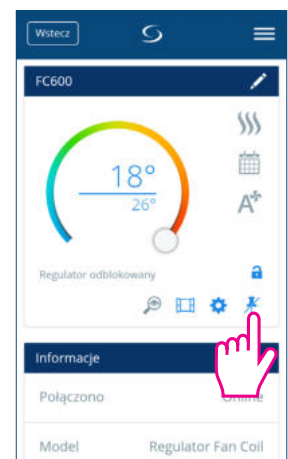 Wstecz
FC600
18°
26°
A
Regulator odblokowany
Informacje
Połączono Online
Model Regulator Fan Coil